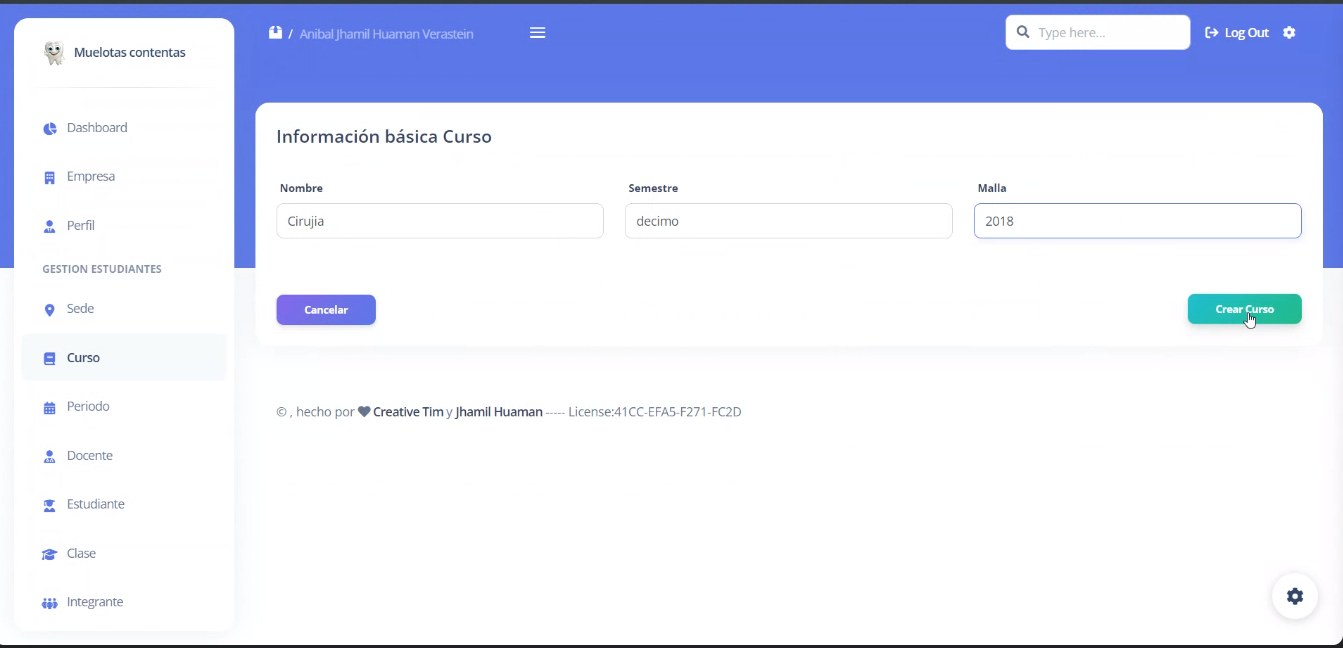 Muelotas contentas
Dashboard
Empresa
Perfil
GESTION ESTUDIANTES
Sede
Curso
Periodo
Docente
Estudiante
Clase
Integrante
/ Anibal Jhamil Huaman Verastein
Type here...
Log Out
Información básica Curso
Nombre
Cirujia
Semestre
decimo
Malla
2018
Cancelar
Crear Curso
© , hecho por Creative Tim y Jhamil Huaman ----- License:41CC-EFA5-F271-FC2D